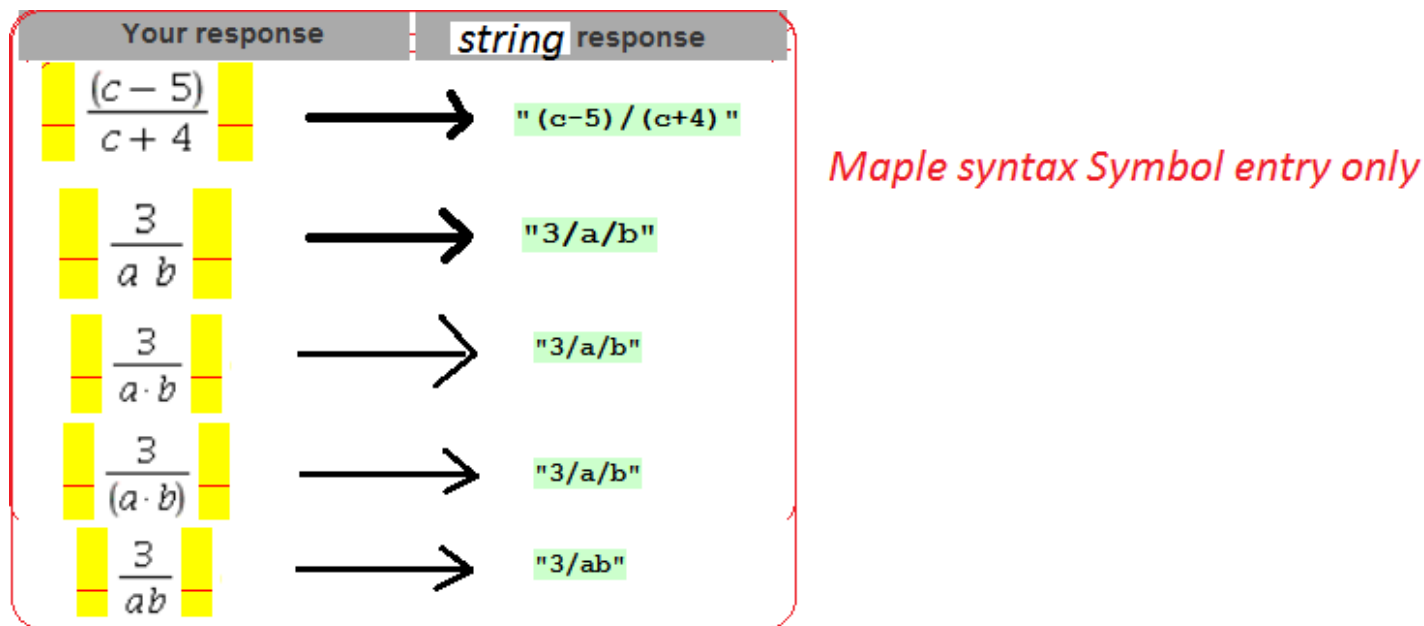 Your response string response
(c − 5)
c + 4
"(c-5)/(c+4)"
Maple syntax Symbol entry only
3
a b
"3/a/b"
3
a · b
"3/a/b"
3
(a · b)
"3/a/b"
3
ab
"3/ab"